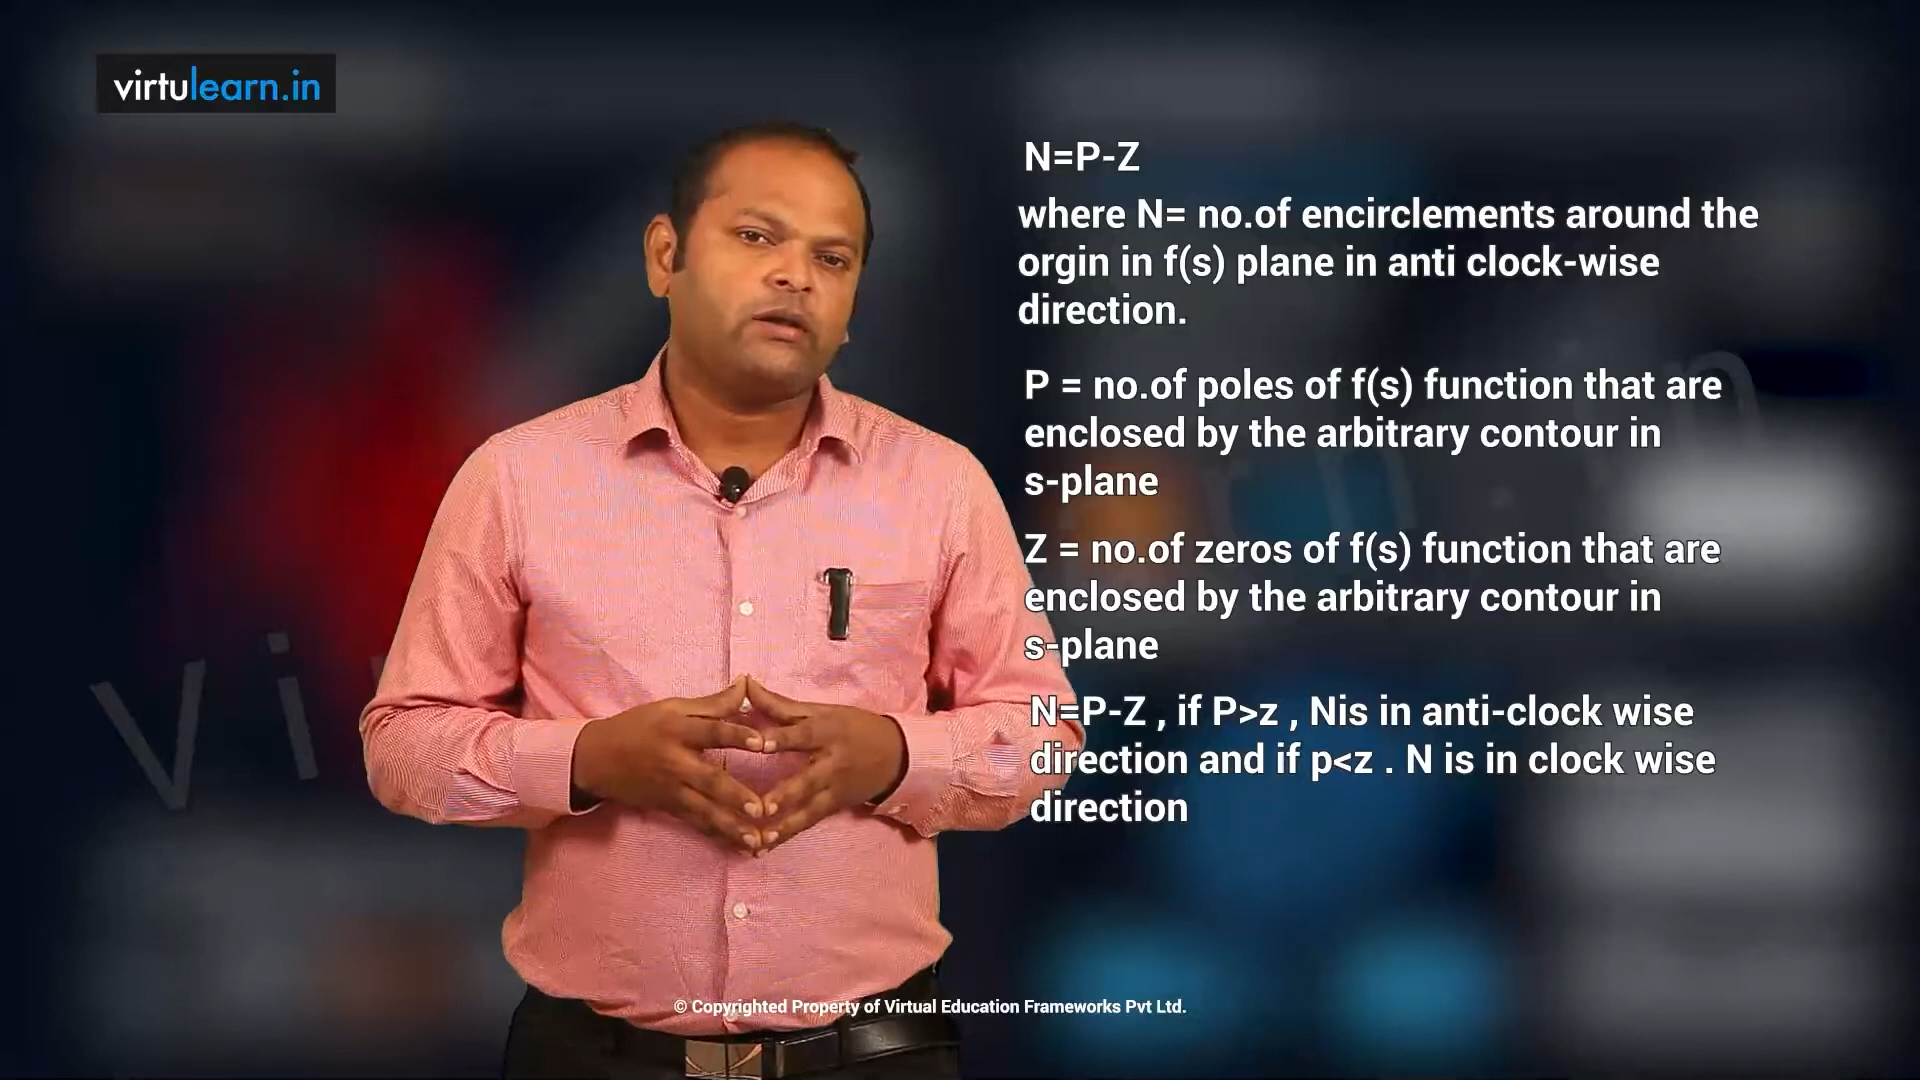 virtulearn.in
N=P-Z
where N= no.of encirclements around the
orgin in f(s) plane in anti clock-wise
direction.
P = no.of poles of f(s) function that are
enclosed by the arbitrary contour in
s-plane
Z = no.of zeros of f(s) function that are
enclosed by the arbitrary contour in
s-plane
N=P-Z , if P>z , Nis in anti-clock wise
direction and if p<z . N is in clock wise
direction
Vi
© Copyrighted Property of Virtual Education Frameworks Pvt Ltd.